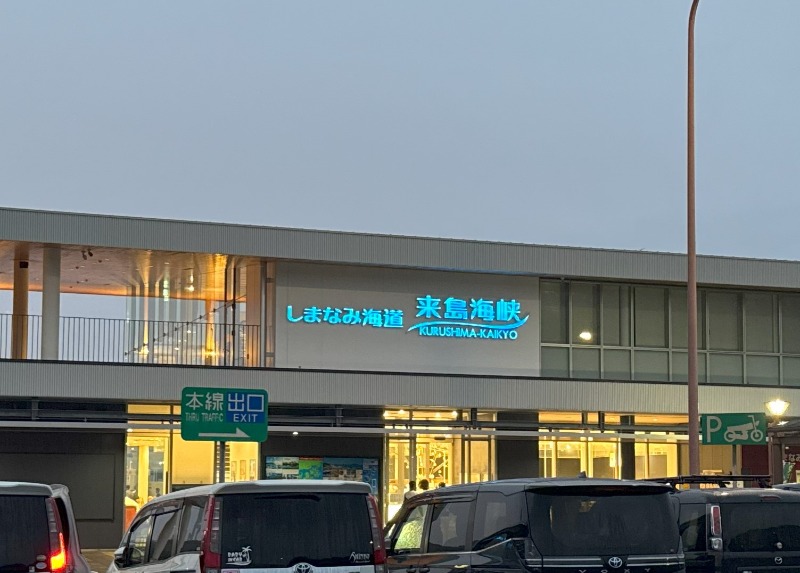 しまなみ海道 来島海峡
KURUSHIMA-KAIKYO
本線 出口
THRU TRAFFIC EXIT
P